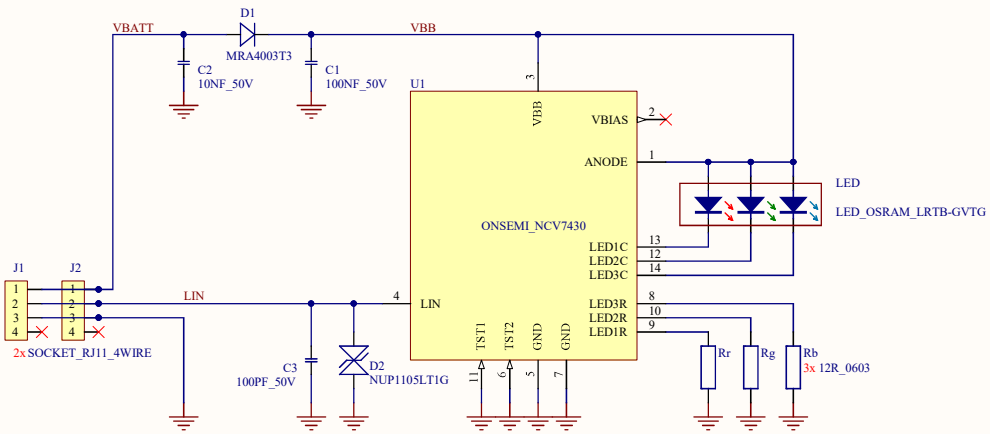 D1
VBATT
VBB
MRA4003T3
C2
10NF_50V
C1
100NF_50V
U1
3
VBB
VBIAS
2
ANODE
1
LED
LED_OSRAM_LRTB-GVTG
ONSEMI_NCV7430
LED1C
13
LED2C
12
LED3C
14
J1
J2
1
1
2
2
3
3
4
4
2x SOCKET_RJ11_4WIRE
LIN
4
LIN
LED3R
8
LED2R
10
LED1R
9
TST1
TST2
GND
GND
11
6
5
7
C3
100PF_50V
D2
NUP1105LT1G
Rr
Rg
Rb
3x 12R_0603